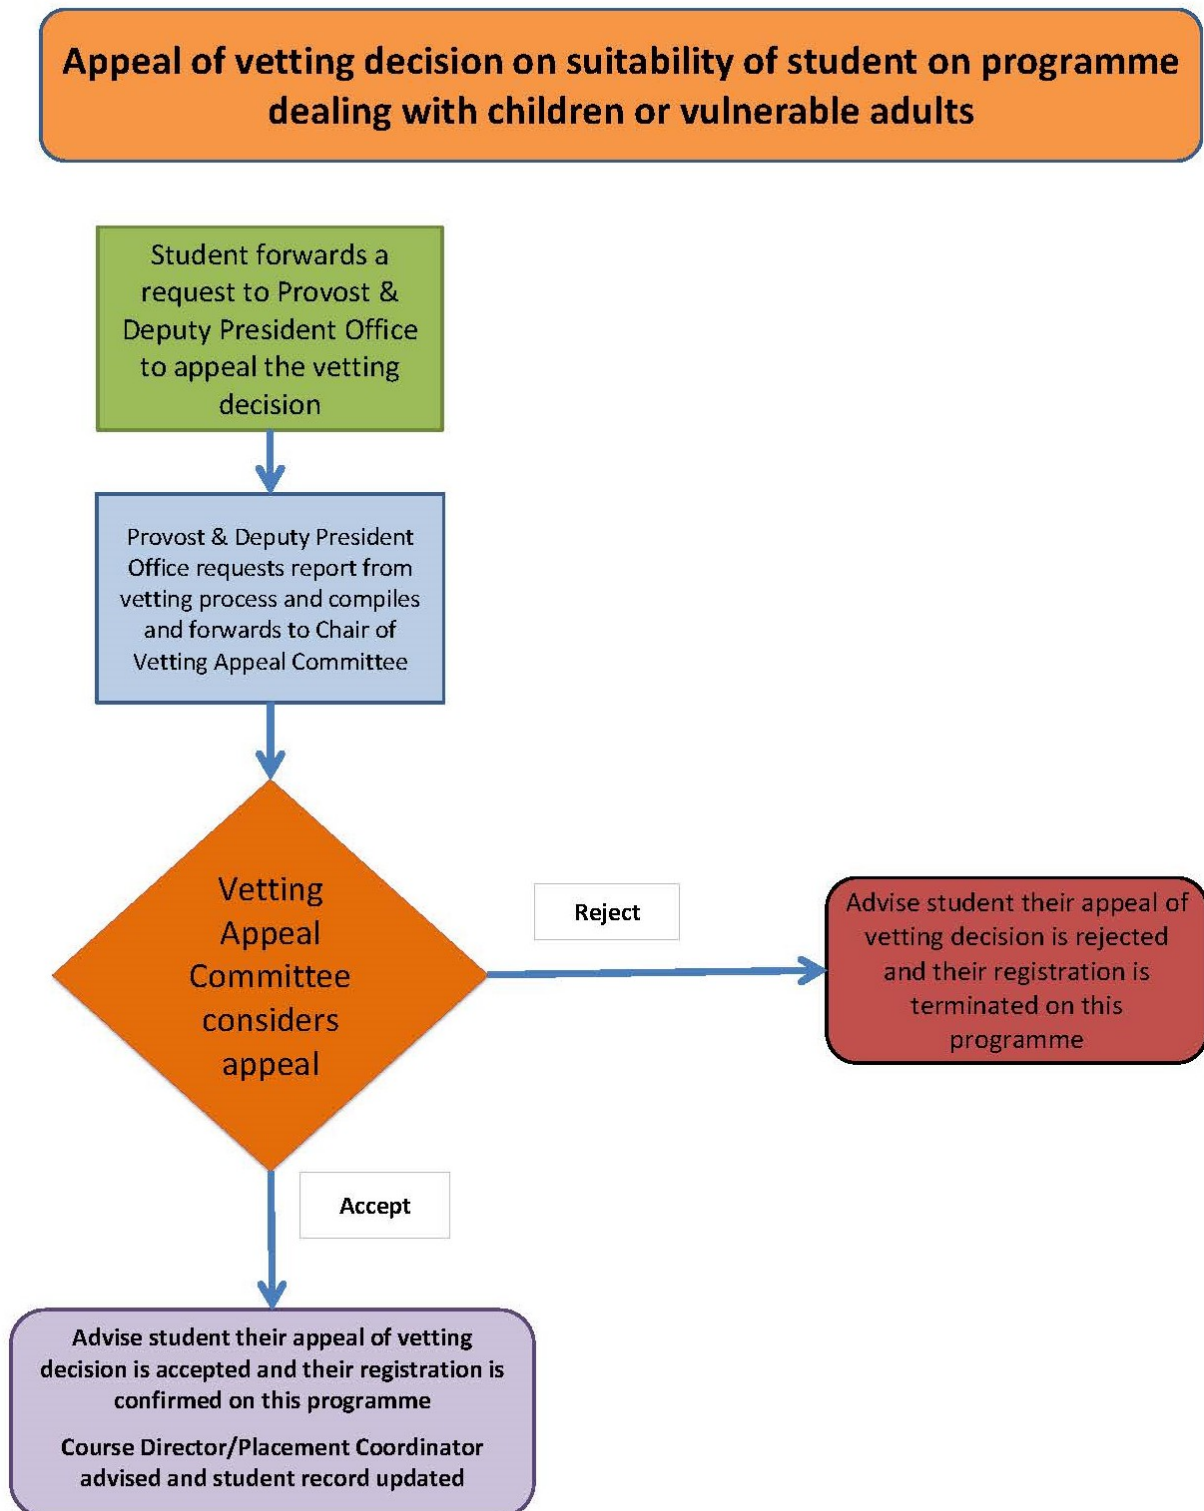 Appeal of vetting decision on suitability of student on programme
dealing with children or vulnerable adults
Student forwards a
request to Provost &
Deputy President Office
to appeal the vetting
decision
Provost & Deputy President
Office requests report from
vetting process and compiles
and forwards to Chair of
Vetting Appeal Committee
Vetting
Appeal
Committee
considers
appeal
Reject
Advise student their appeal of
vetting decision is rejected
and their registration is
terminated on this
programme
Accept
Advise student their appeal of vetting
decision is accepted and their registration is
confirmed on this programme
Course Director/Placement Coordinator
advised and student record updated